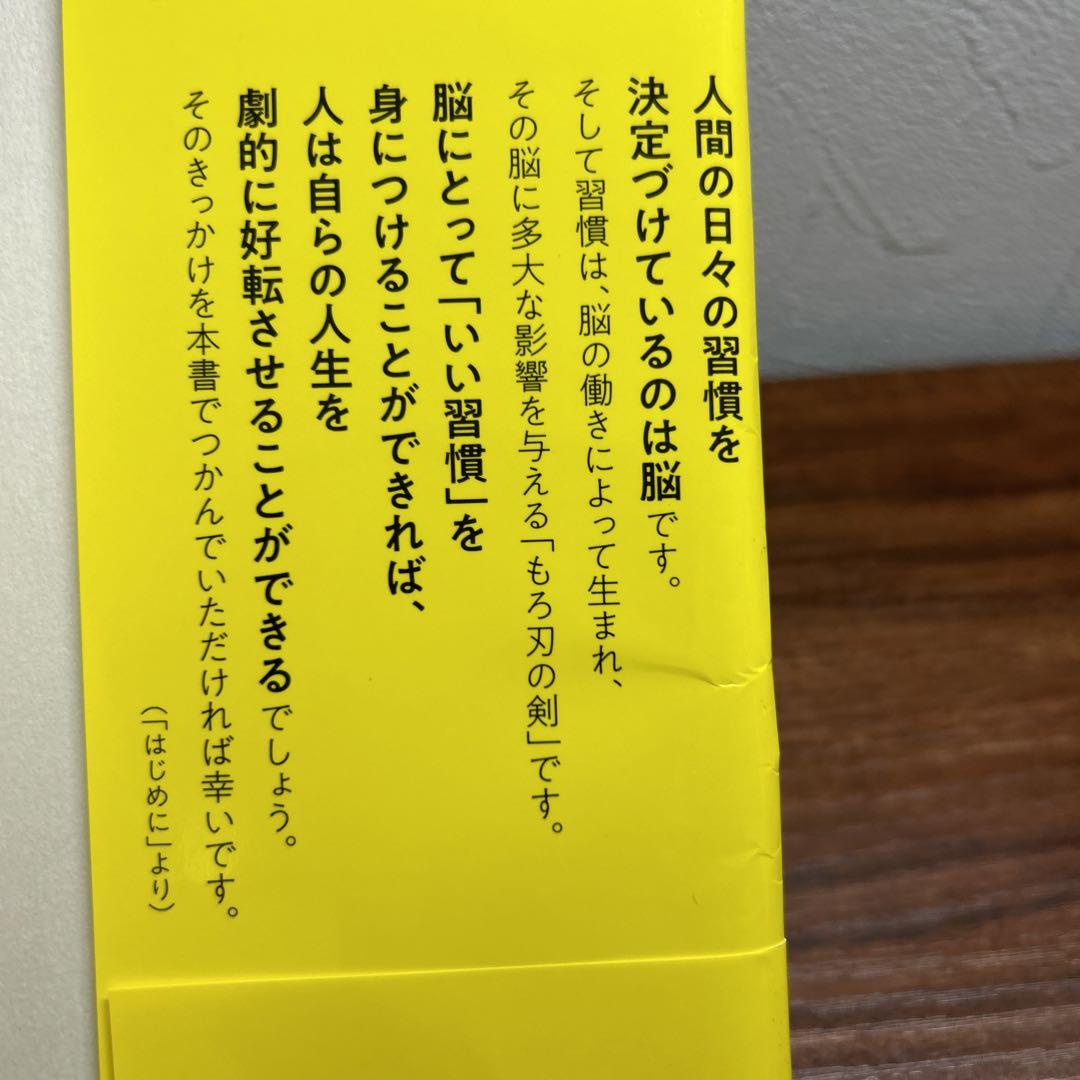 人間の日々の習慣を
決定づけているのは脳です。
そして習慣は、脳の働きによって生まれ、
その脳に多大な影響を与える「もろ刃の剣」です。
脳にとって「いい習慣」を
身につけることができれば、
人は自らの人生を
劇的に好転させることができるでしょう。
そのきっかけを本書でつかんでいただければ幸いです。
(「はじめに」より)